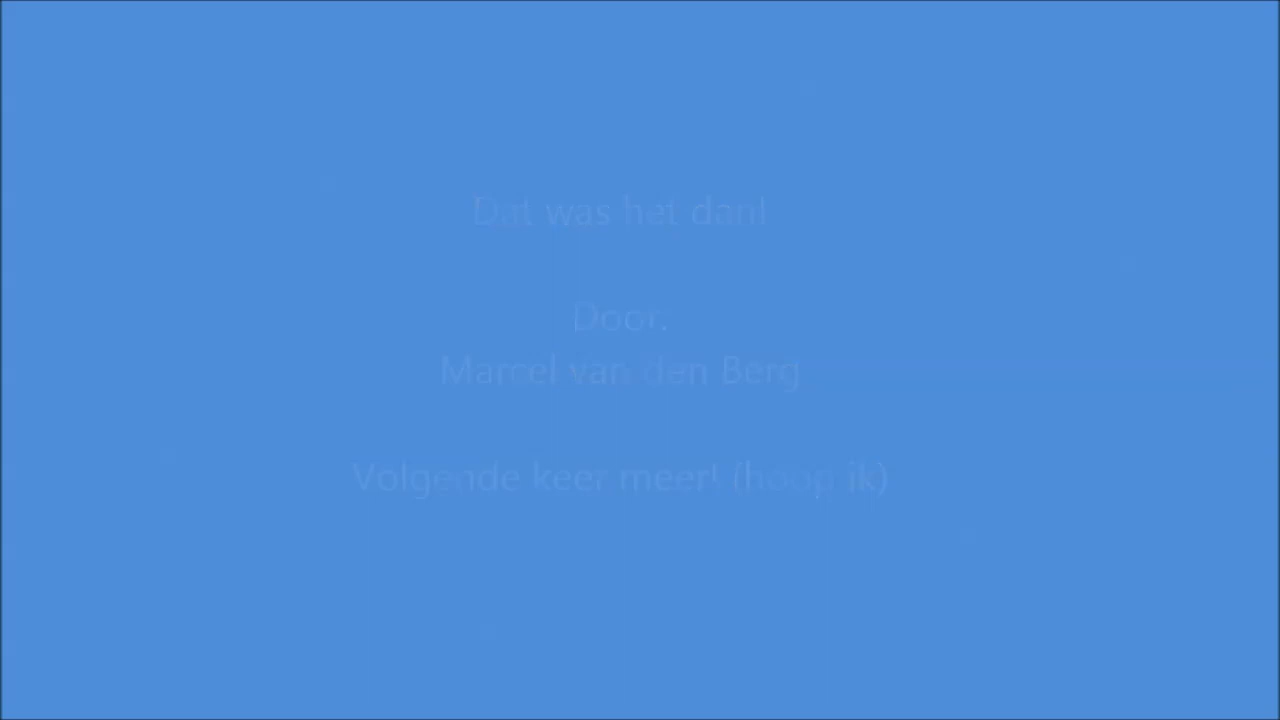 Dat was het dan!
Door:
Marcel van den Berg
Volgende keer meer! (hoop ik)